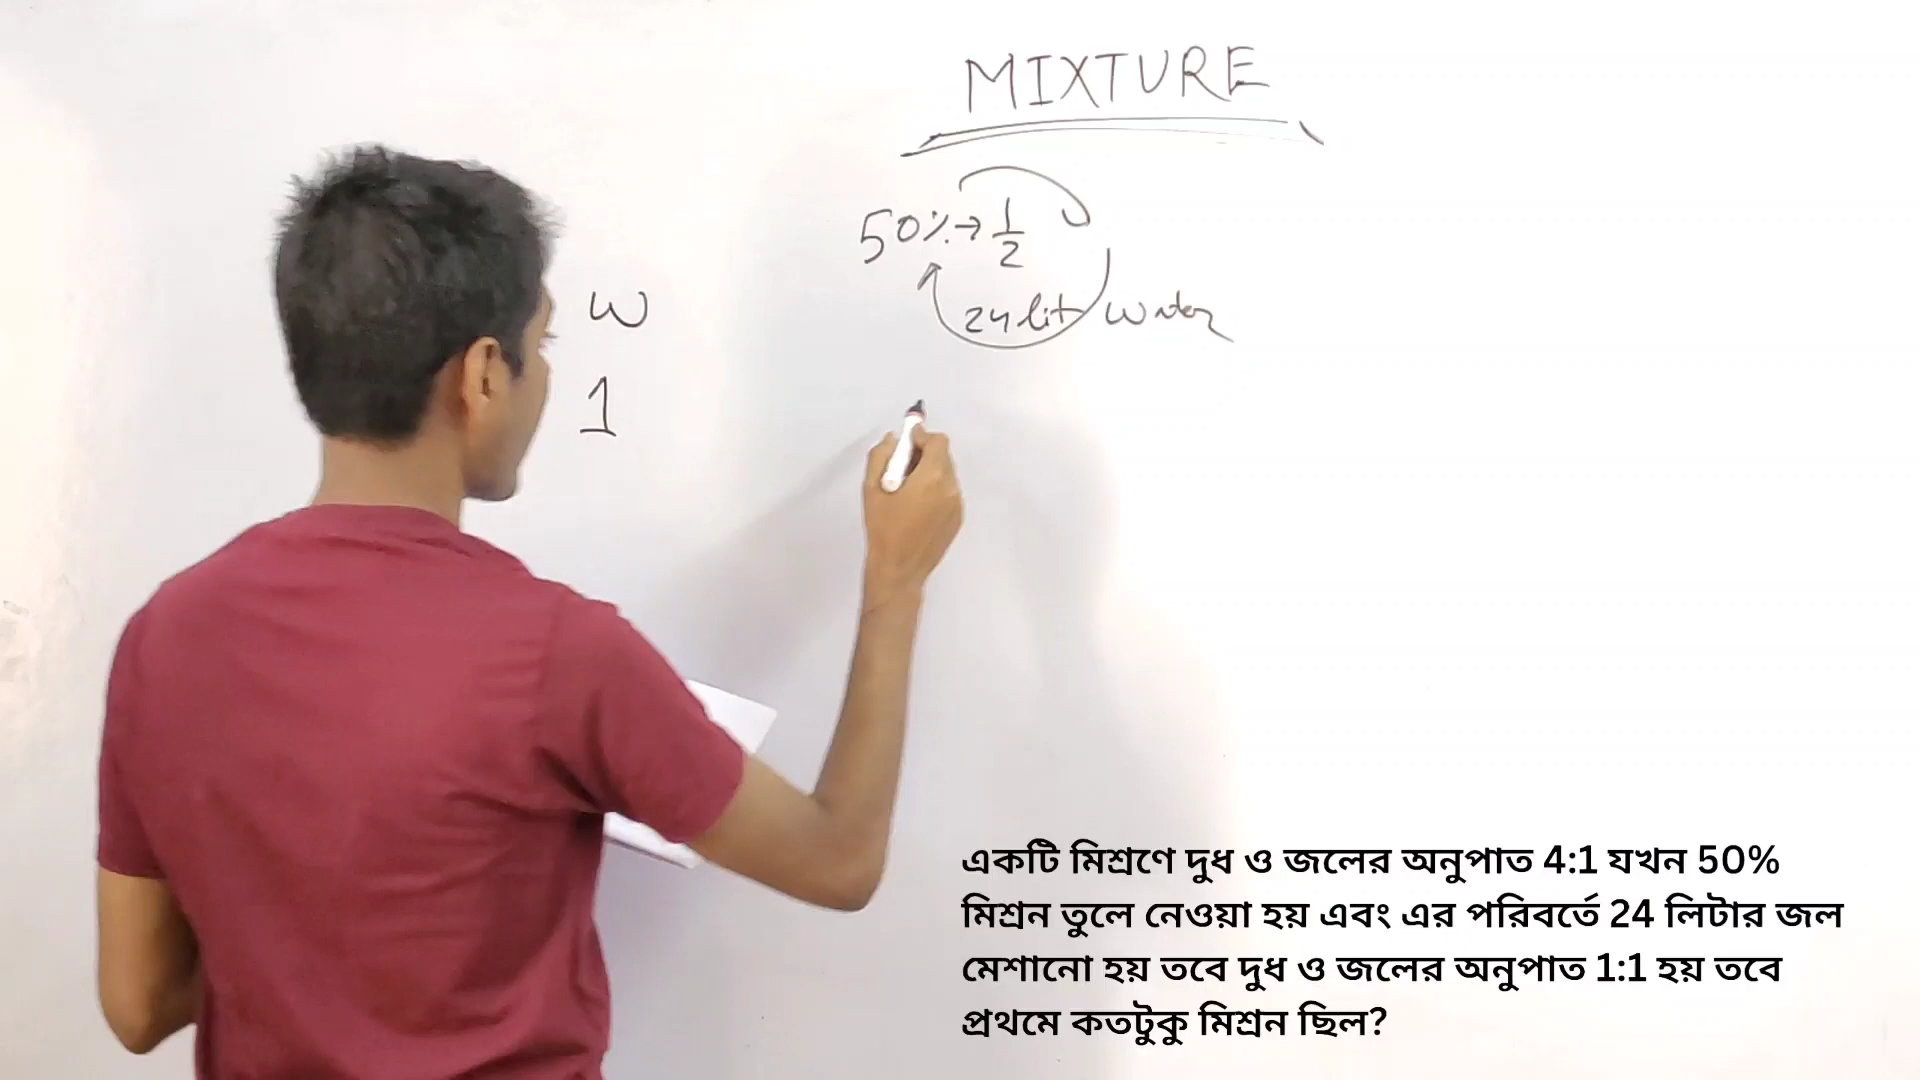 MIXTURE
50% → 1/2
24 lit water
W
1
একটি মিশ্রণে দুধ ও জলের অনুপাত 4:1 যখন 50%
মিশ্রন তুলে নেওয়া হয় এবং এর পরিবর্তে 24 লিটার জল
মেশানো হয় তবে দুধ ও জলের অনুপাত 1:1 হয় তবে
প্রথমে কতটুকু মিশ্রন ছিল?